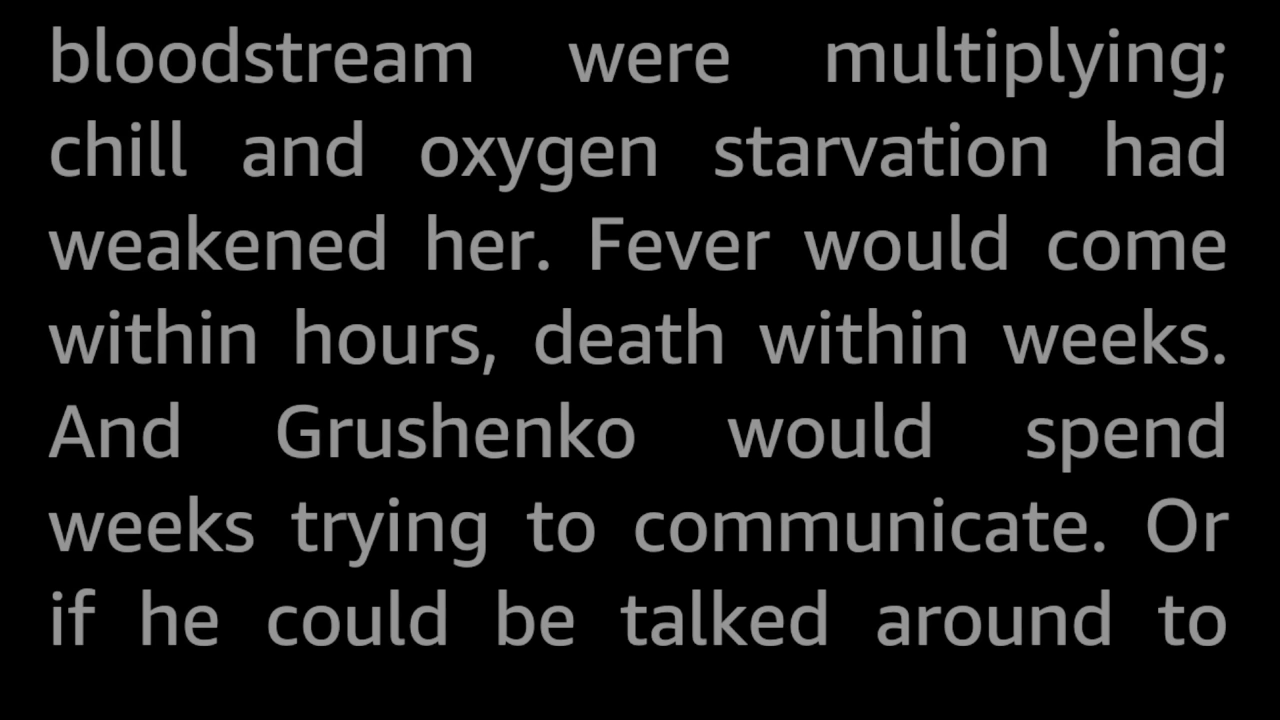 bloodstream were multiplying;
chill and oxygen starvation had
weakened her. Fever would come
within hours, death within weeks.
And Grushenko would spend
weeks trying to communicate. Or
if he could be talked around to